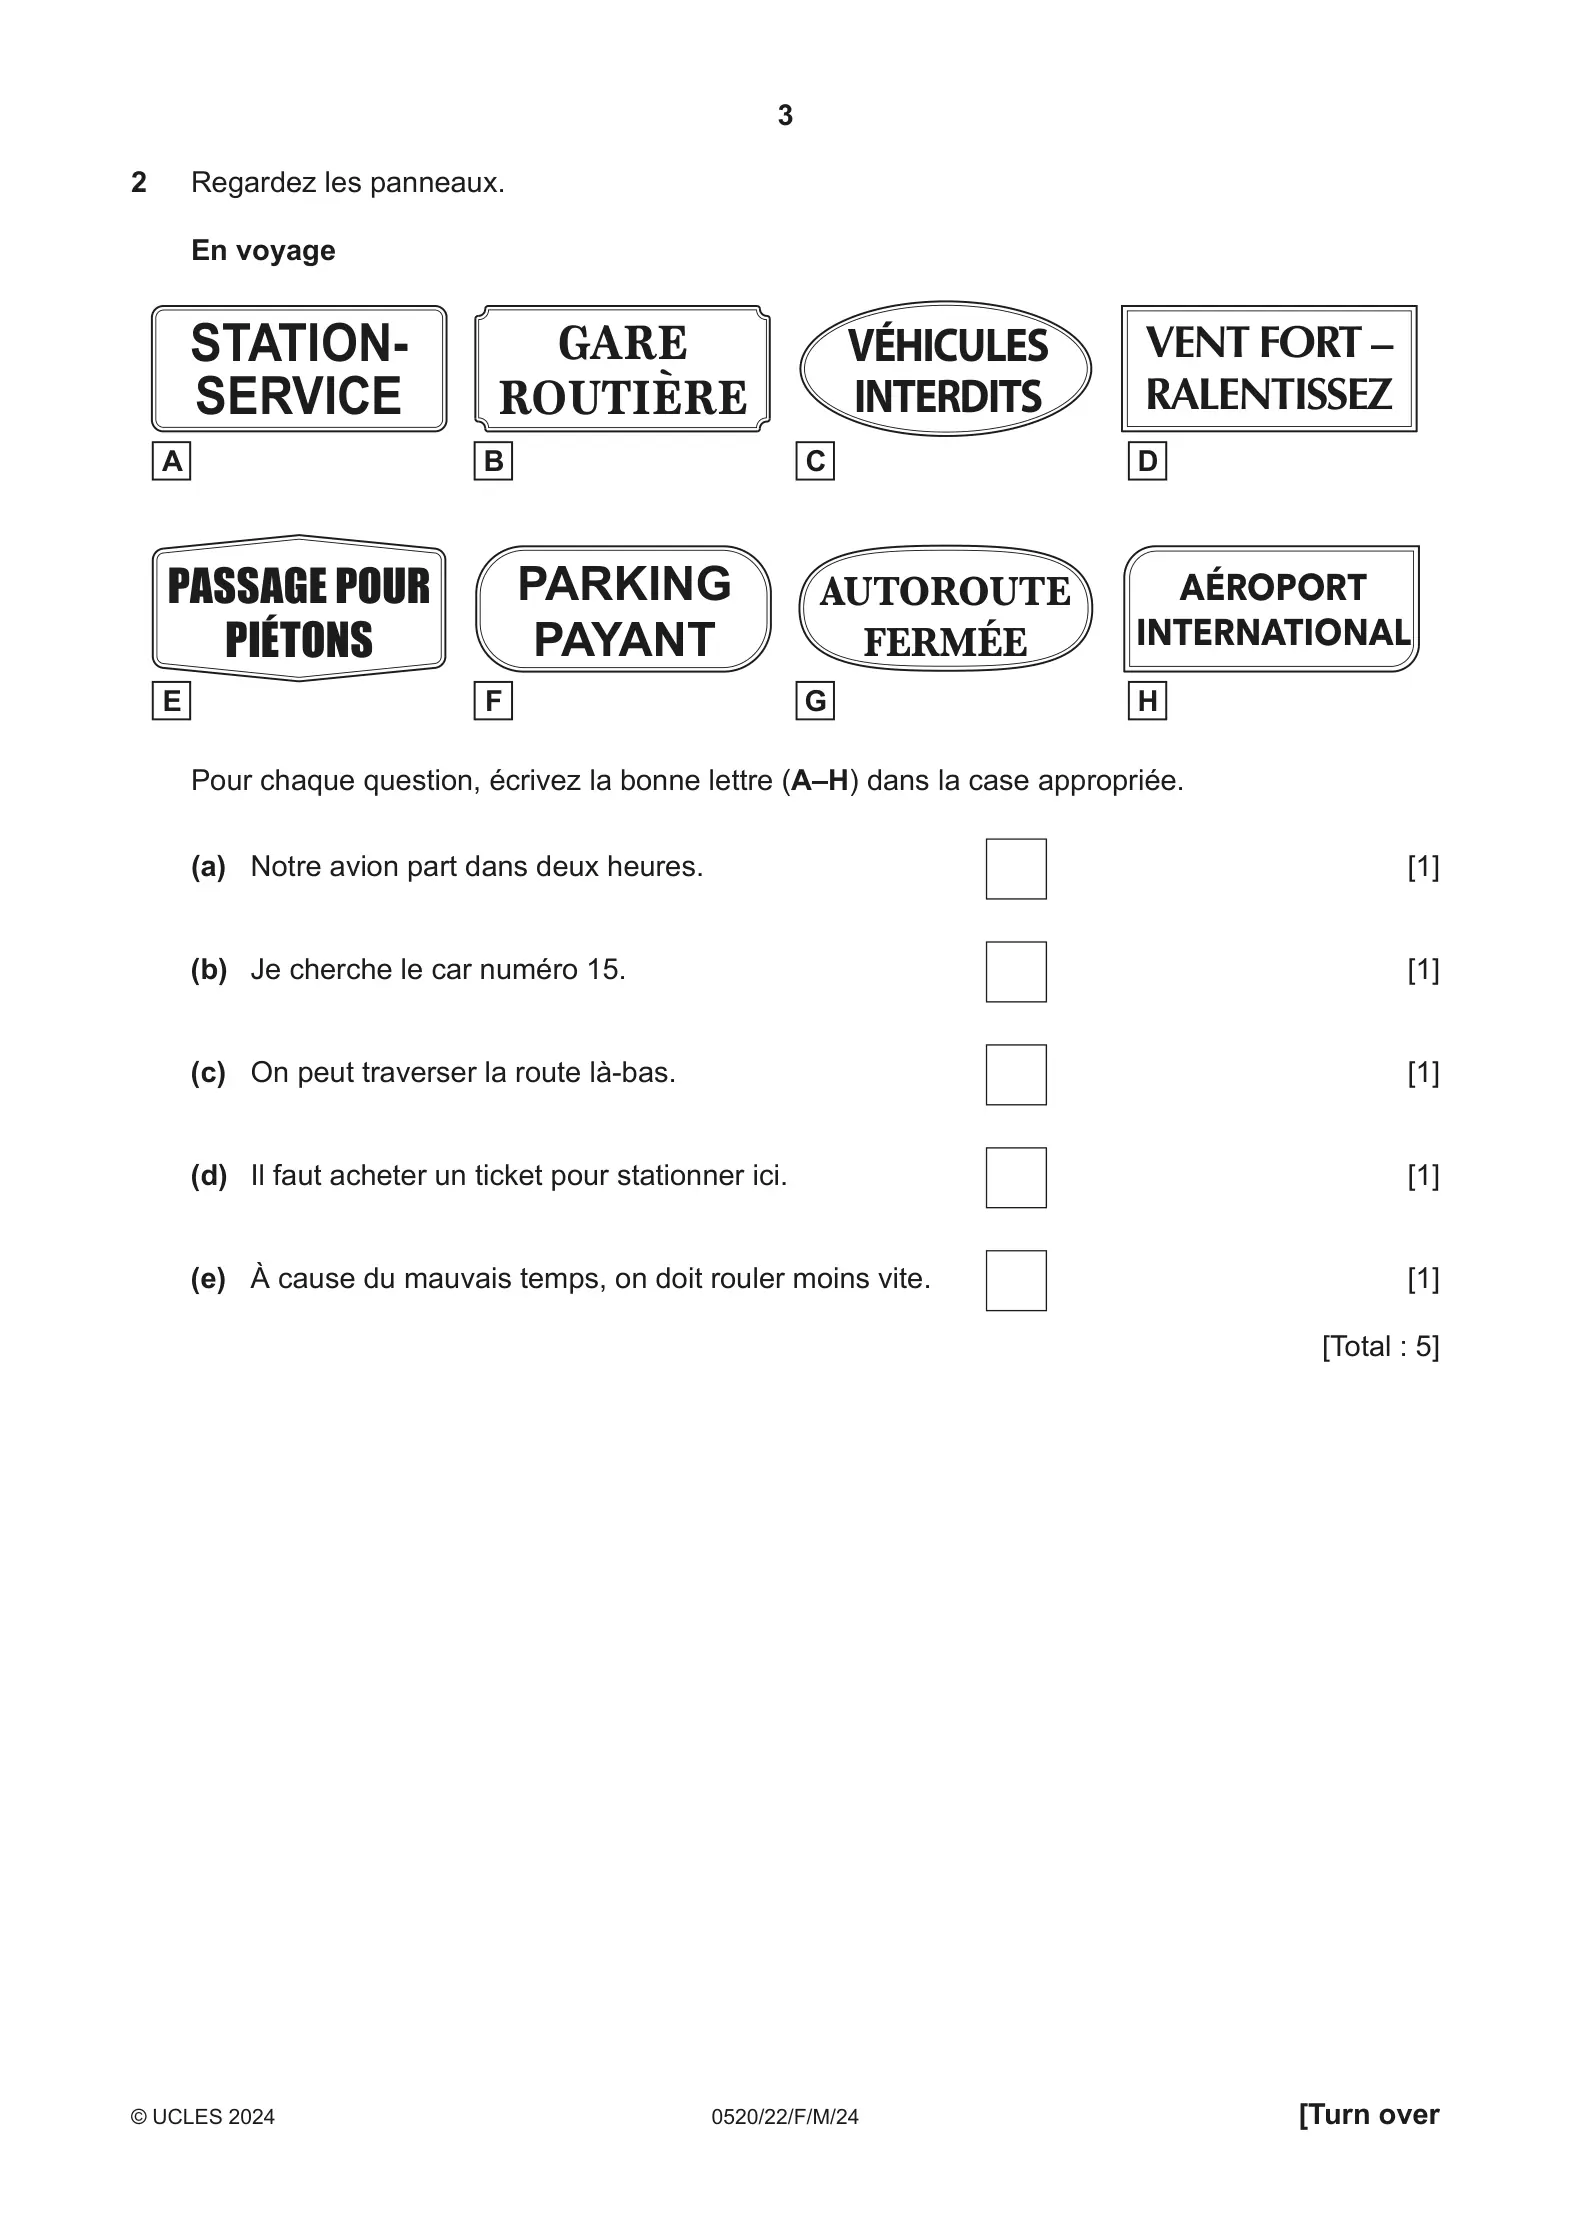 3
2 Regardez les panneaux.
En voyage
STATION-
SERVICE
A
GARE
ROUTIÈRE
B
VÉHICULES
INTERDITS
C
VENT FORT –
RALENTISSEZ
D
PASSAGE POUR
PIÉTONS
E
PARKING
PAYANT
F
AUTOROUTE
FERMÉE
G
AÉROPORT
INTERNATIONAL
H
Pour chaque question, écrivez la bonne lettre (A–H) dans la case appropriée.
(a) Notre avion part dans deux heures. [1]
(b) Je cherche le car numéro 15. [1]
(c) On peut traverser la route là-bas. [1]
(d) Il faut acheter un ticket pour stationner ici. [1]
(e) À cause du mauvais temps, on doit rouler moins vite. [1]
[Total : 5]
© UCLES 2024 0520/22/F/M/24 [Turn over